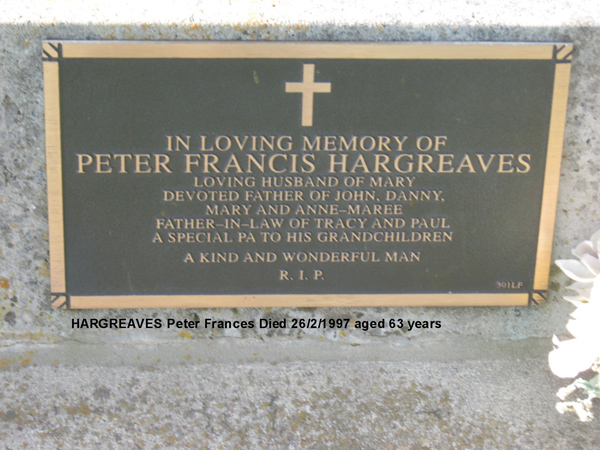 IN LOVING MEMORY OF
PETER FRANCIS HARGREAVES
LOVING HUSBAND OF MARY
DEVOTED FATHER OF JOHN, DANNY,
MARY AND ANNE-MAREE
FATHER-IN-LAW OF TRACY AND PAUL
A SPECIAL PA TO HIS GRANDCHILDREN
A KIND AND WONDERFUL MAN
R. I. P.
301LP
HARGREAVES Peter Frances Died 26/2/1997 aged 63 years